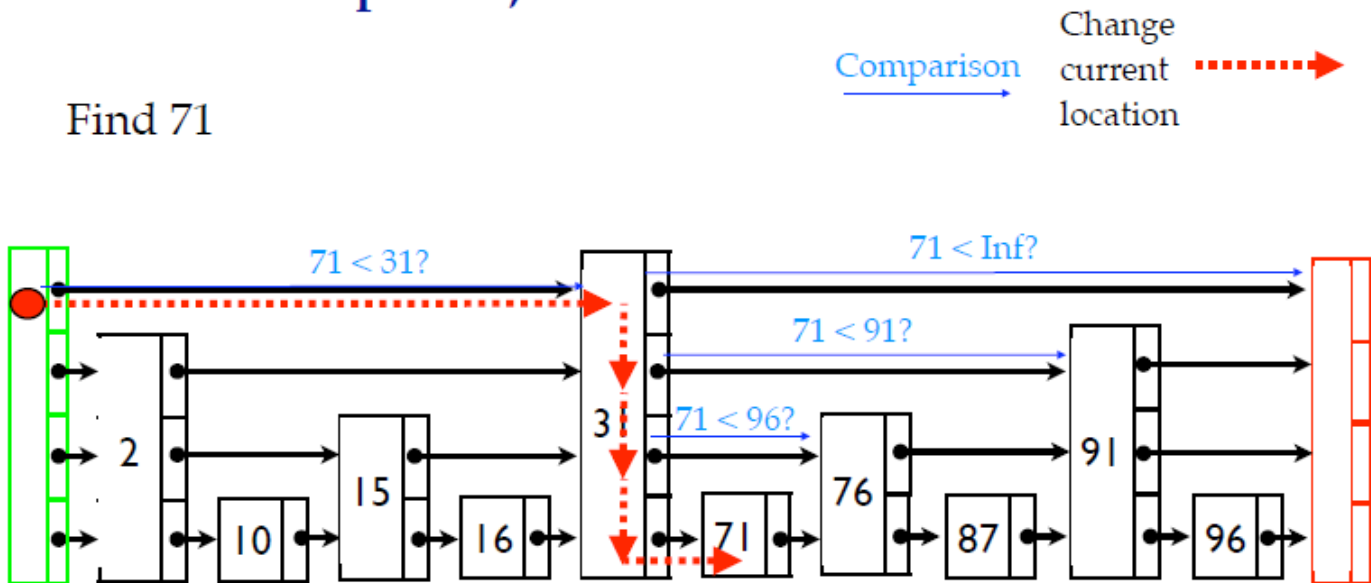 Change
Comparison current
location
Find 71
71 < 31?
71 < Inf?
71 < 91?
71 < 96?
2
10
15
16
31
71
76
87
91
96